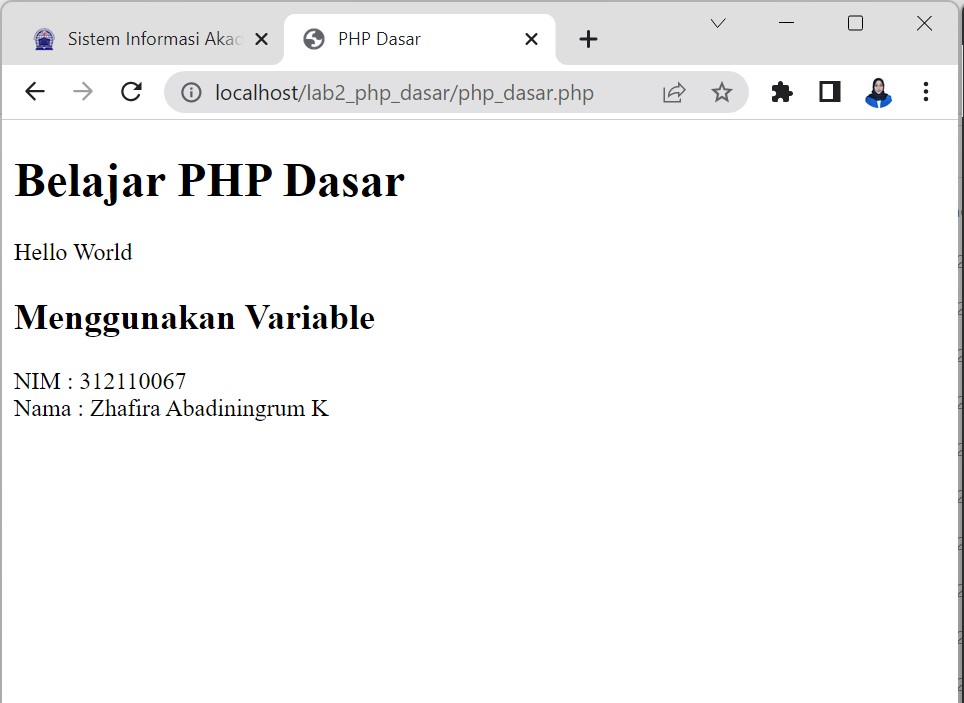 Sistem Informasi Akac
PHP Dasar
localhost/lab2_php_dasar/php_dasar.php
Belajar PHP Dasar
Hello World
Menggunakan Variable
NIM : 312110067
Nama : Zhafira Abadiningrum K